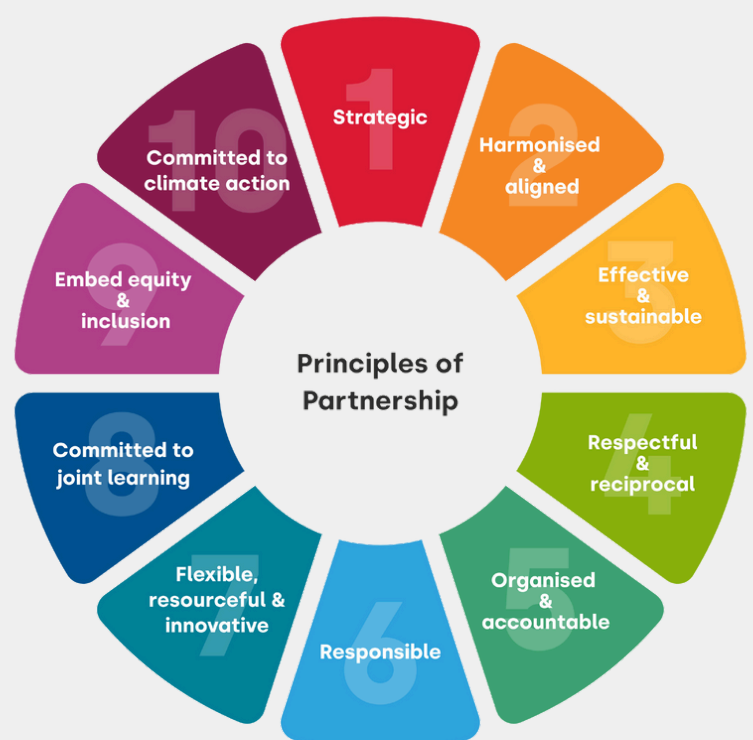 Principles of
Partnership
1
Strategic
2
Harmonised
&
aligned
3
Effective
&
sustainable
4
Respectful
&
reciprocal
5
Organised
&
accountable
6
Responsible
7
Flexible,
resourceful &
innovative
8
Committed to
joint learning
9
Embed equity
&
inclusion
10
Committed to
climate action